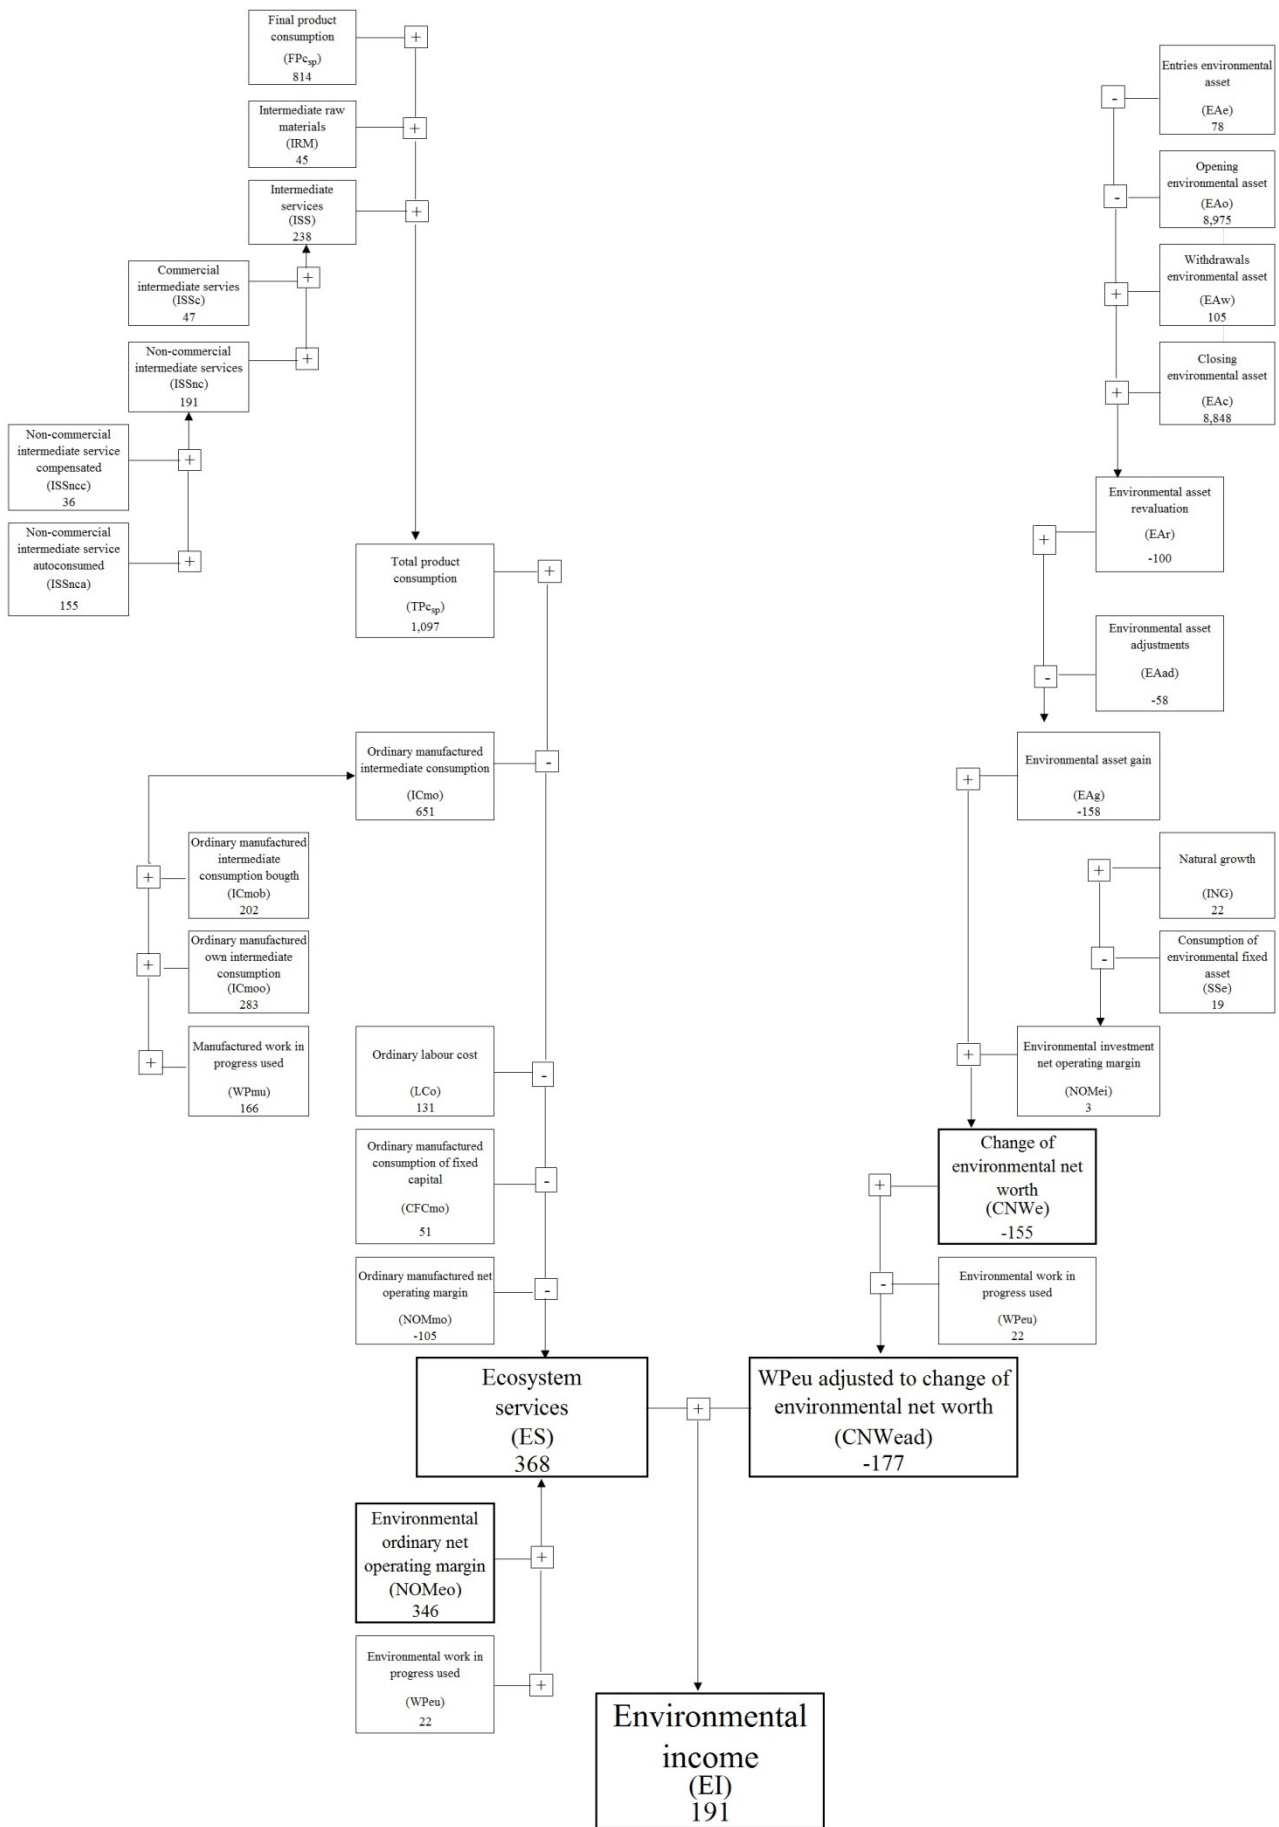 Final product
consumption
(FPcsp)
814
+
Intermediate raw
materials
(IRM)
45
+
Intermediate
services
(ISS)
238
+
Commercial
intermediate servies
(ISSc)
47
+
Non-commercial
intermediate services
(ISSnc)
191
+
Non-commercial
intermediate service
compensated
(ISSncc)
36
+
Non-commercial
intermediate service
autoconsumed
(ISSnca)
155
+
Total product
consumption
(TPcsp)
1,097
+
Ordinary manufactured
intermediate consumption
(ICmo)
651
-
Ordinary manufactured
intermediate
consumption bougth
(ICmob)
202
+
Ordinary manufactured
own intermediate
consumption
(ICmoo)
283
+
Manufactured work in
progress used
(WPmu)
166
+
Ordinary labour cost
(LCo)
131
-
Ordinary manufactured
consumption of fixed
capital
(CFCmo)
51
-
Ordinary manufactured net
operating margin
(NOMmo)
-105
-
Ecosystem
services
(ES)
368
+
Environmental
ordinary net
operating margin
(NOMeo)
346
+
Environmental work in
progress used
(WPeu)
22
+
Entries environmental
asset
(EAe)
78
-
Opening
environmental asset
(EAo)
8,975
-
Withdrawals
environmental asset
(EAw)
105
+
Closing
environmental asset
(EAc)
8,848
+
Environmental asset
revaluation
(EAr)
-100
+
Environmental asset
adjustments
(EAad)
-58
-
Environmental asset gain
(EAg)
-158
+
Natural growth
(ING)
22
+
Consumption of
environmental fixed
asset
(SSe)
19
-
Environmental investment
net operating margin
(NOMei)
3
+
Change of
environmental net
worth
(CNWe)
-155
+
Environmental work in
progress used
(WPeu)
22
-
WPeu adjusted to change of
environmental net worth
(CNWead)
-177
Environmental
income
(EI)
191